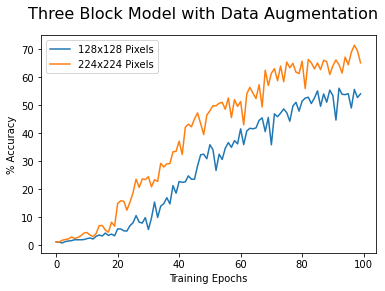 Three Block Model with Data Augmentation
128x128 Pixels
224x224 Pixels
% Accuracy
70
60
50
40
30
20
10
0
0
20
40
60
80
100
Training Epochs